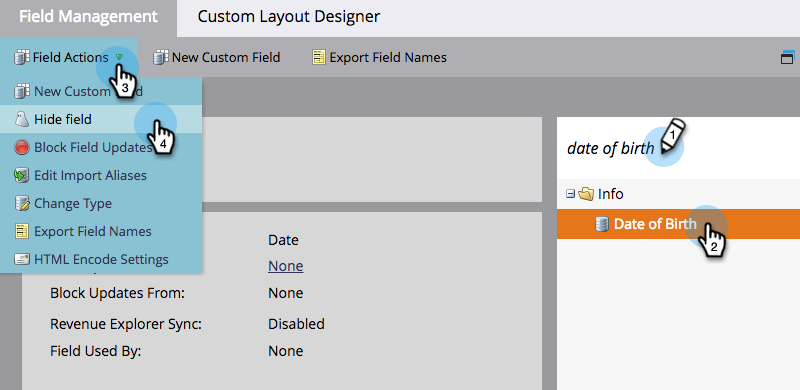 Field Management
Custom Layout Designer
Field Actions
New Custom Field
Export Field Names
3
New Custom
Hide field
4
Block Field Updates
Edit Import Aliases
Change Type
Export Field Names
HTML Encode Settings
Date
None
Block Updates From: None
Revenue Explorer Sync: Disabled
Field Used By: None
date of birth
1
Info
Date of Birth
2